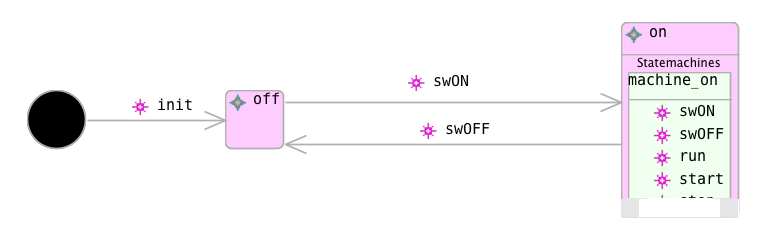 on
Statemachines
machine_on
swON
init
off
swOFF
swON
swOFF
run
start